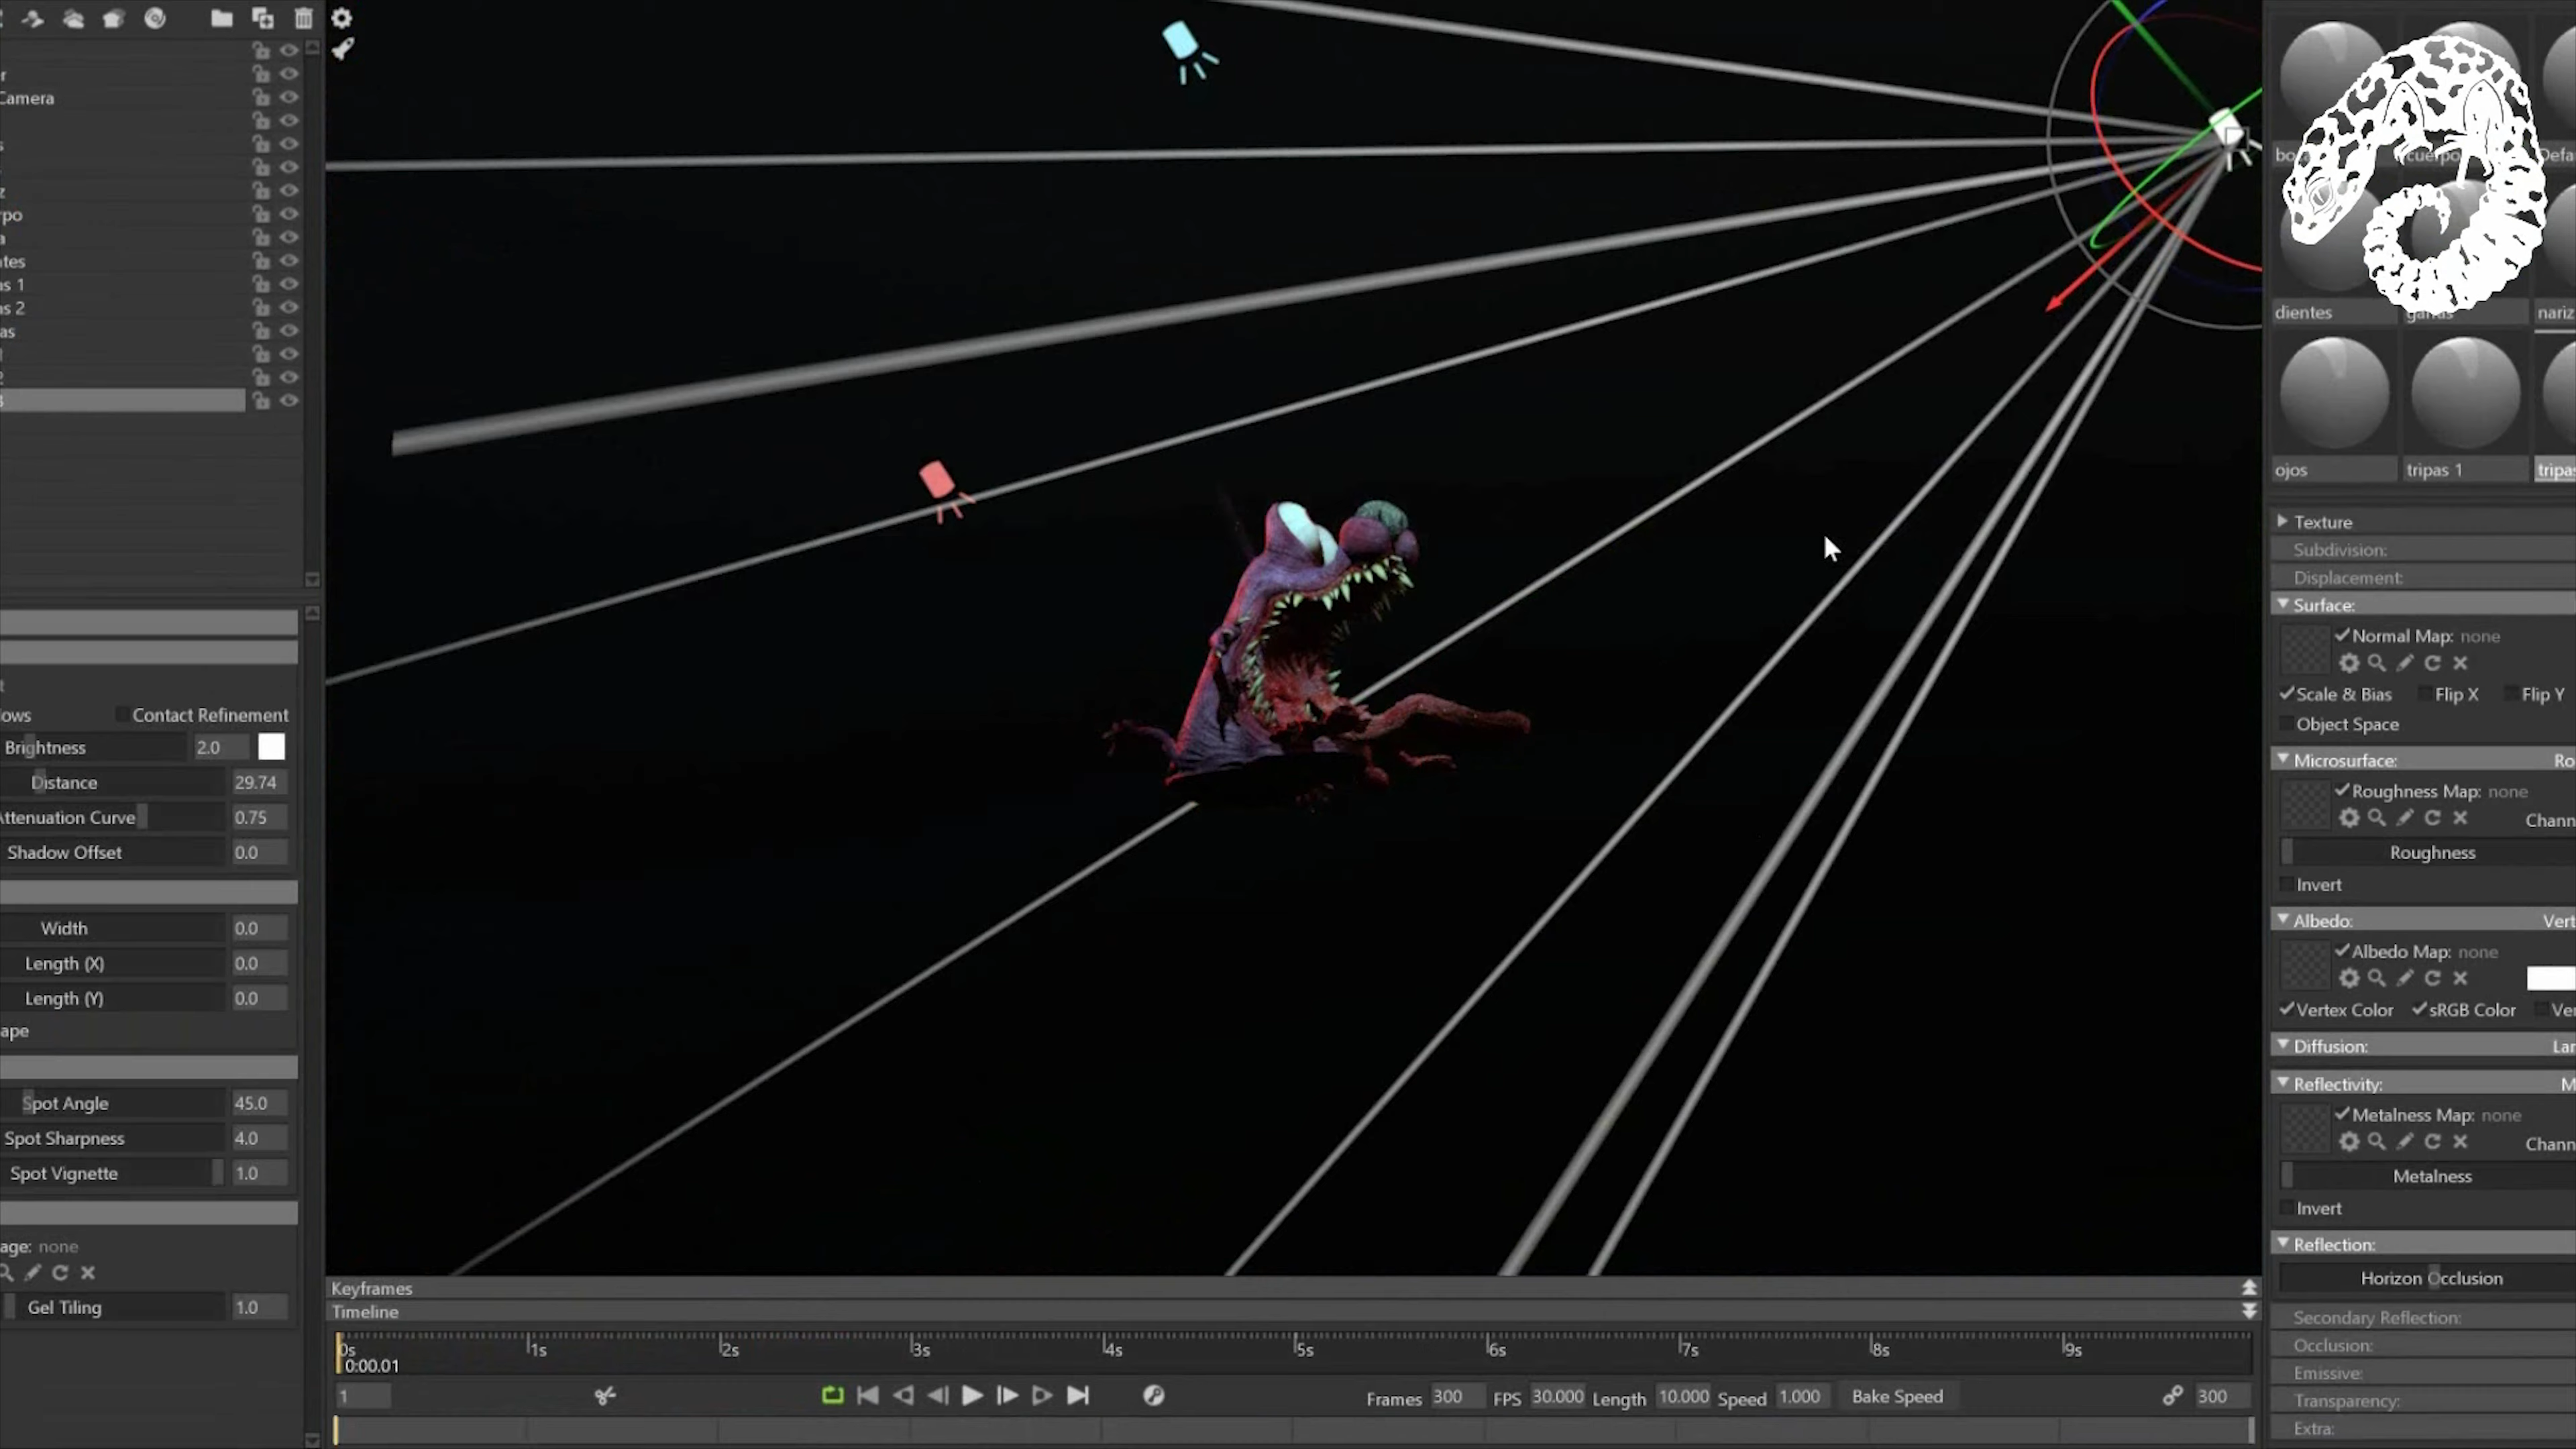 Camera
Contact Refinement
Brightness 2.0
Distance 29.74
Attenuation Curve 0.75
Shadow Offset 0.0
Width 0.0
Length (X) 0.0
Length (Y) 0.0
Spot Angle 45.0
Spot Sharpness 4.0
Spot Vignette 1.0
none
Gel Tiling 1.0
Keyframes
Timeline
0s 1s 2s 3s 4s 5s 6s 7s 8s 9s
0:00.01
1
Frames 300 FPS 30.000 Length 10.000 Speed 1.000 Bake Speed 300
cuerpo
dientes garras nariz
ojos tripas 1
Texture
Subdivision:
Displacement:
Surface:
Normal Map: none
Scale & Bias Flip X Flip Y
Object Space
Microsurface:
Roughness Map: none
Roughness
Invert
Albedo:
Albedo Map: none
Vertex Color sRGB Color
Diffusion:
Reflectivity:
Metalness Map: none
Metalness
Invert
Reflection:
Horizon Occlusion
Secondary Reflection:
Occlusion:
Emissive:
Transparency:
Extra: